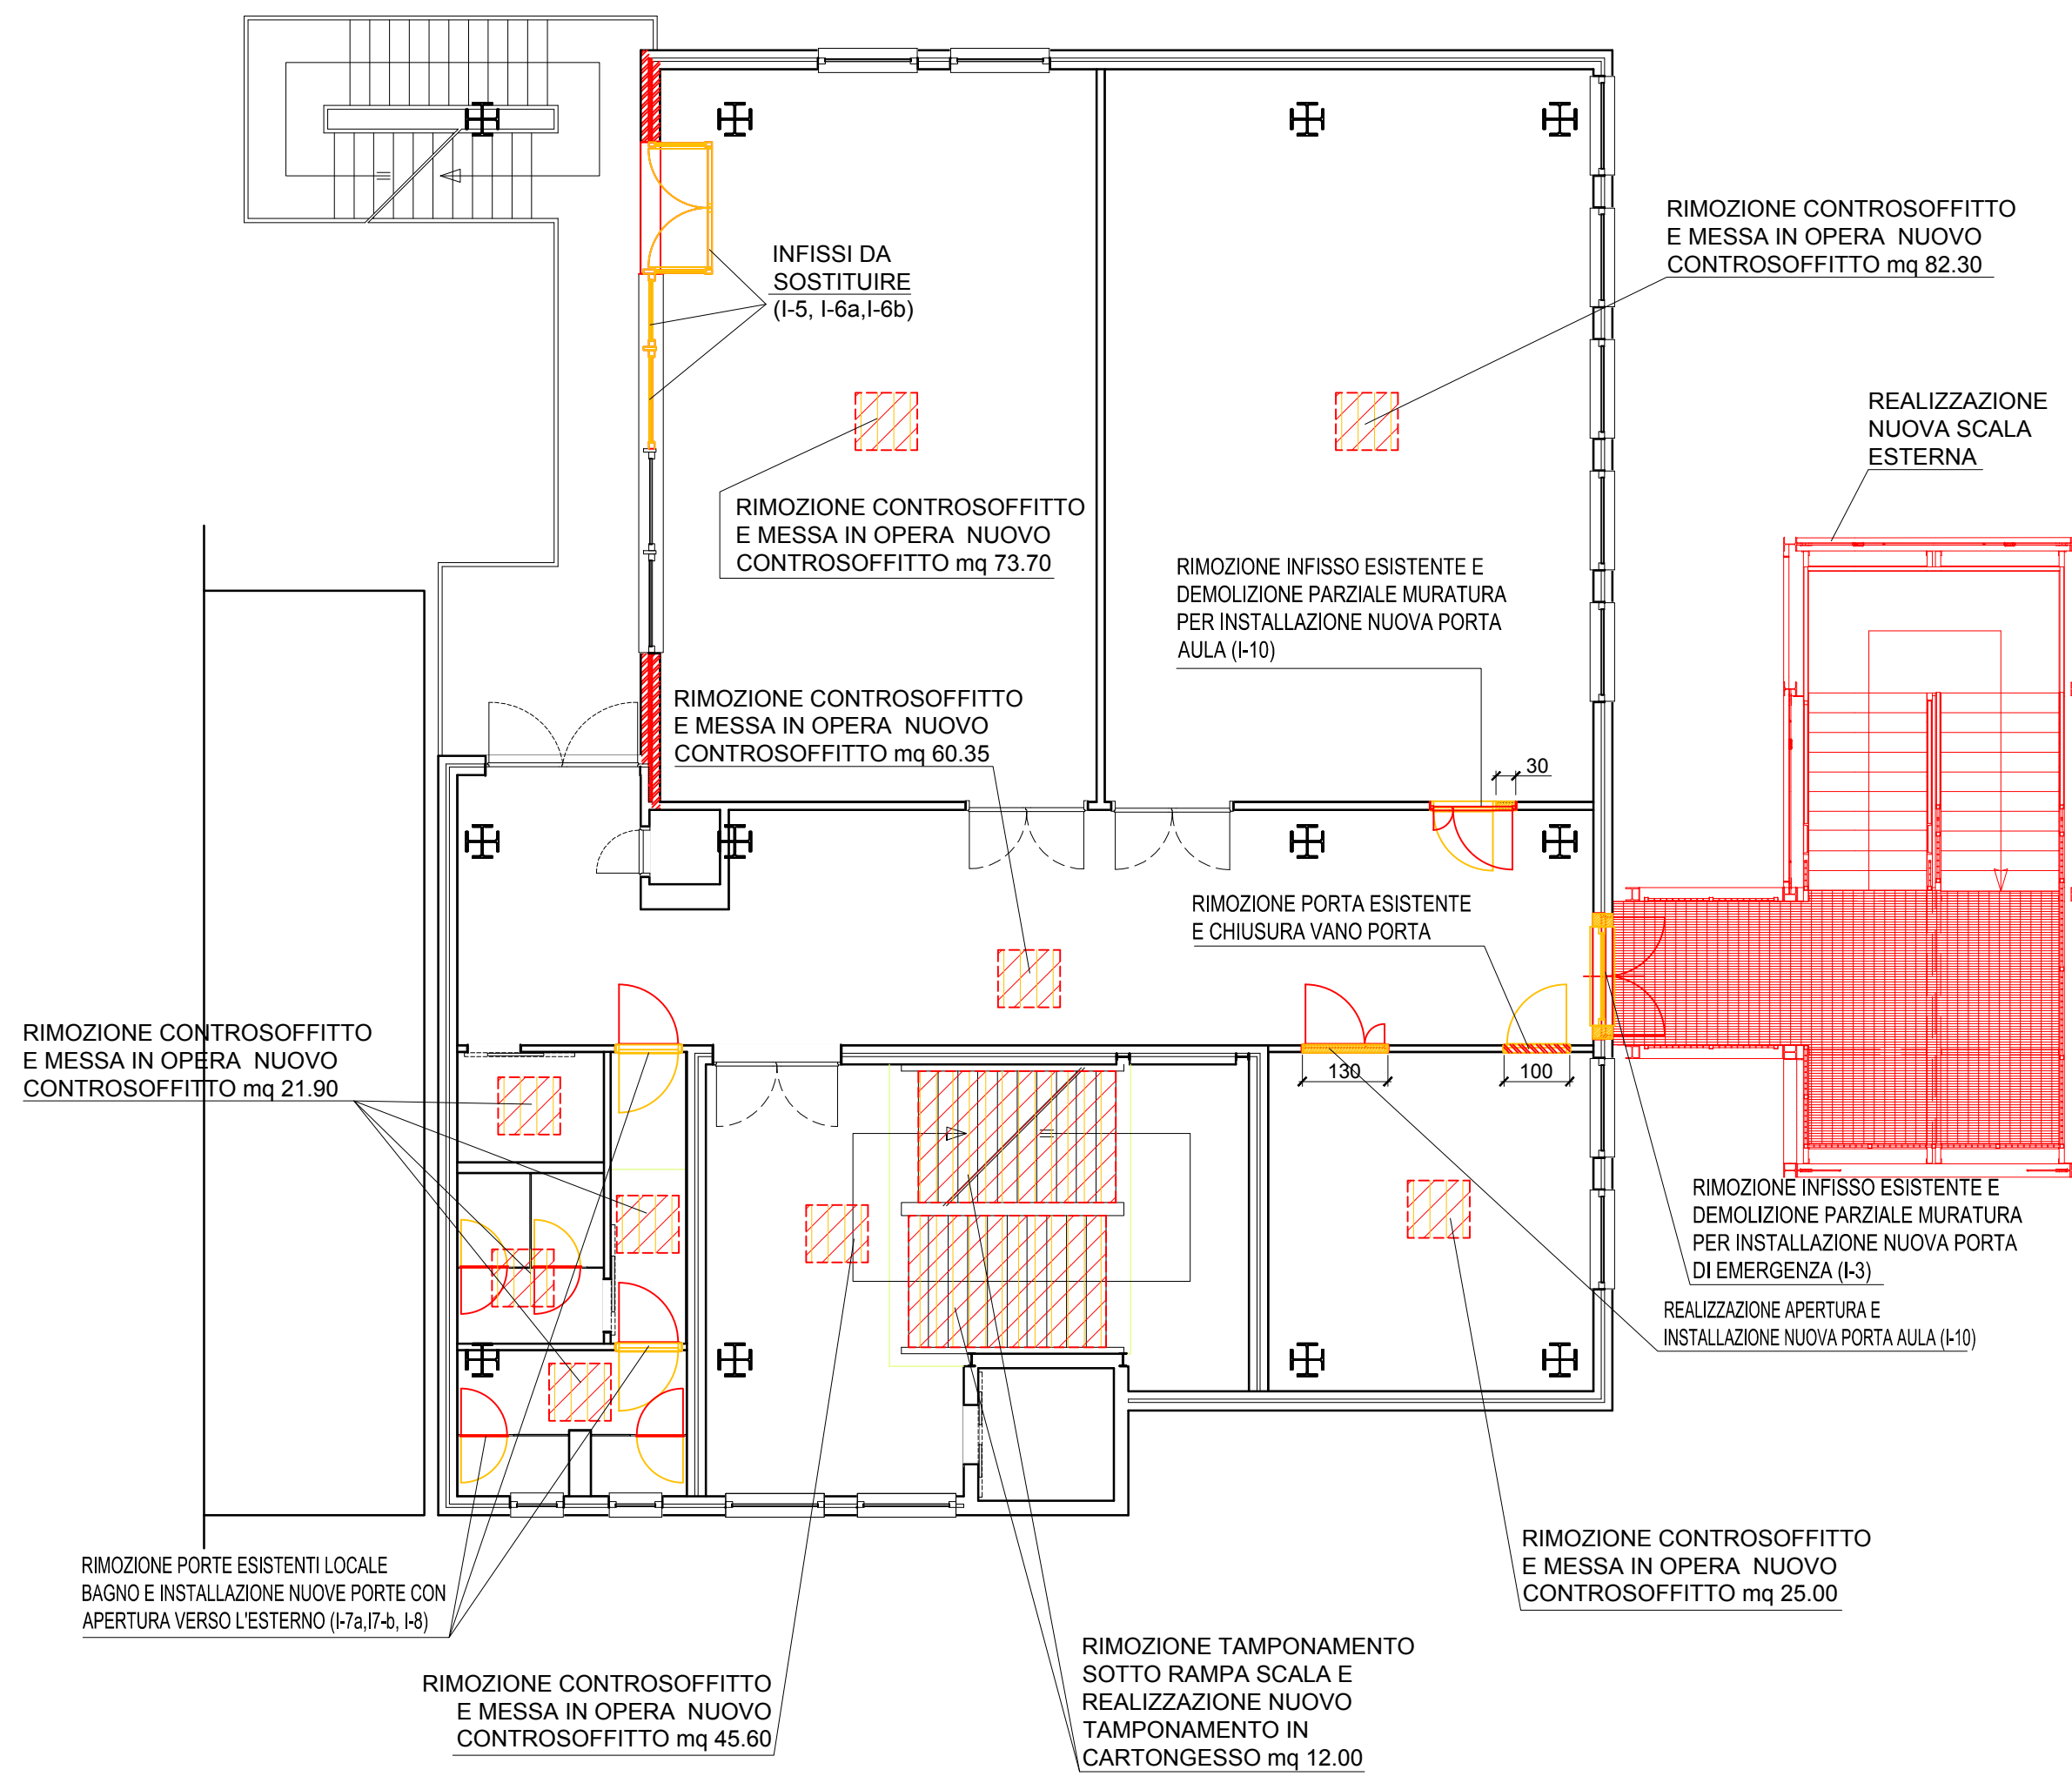 INFISSI DA
SOSTITUIRE
(I-5, I-6a,I-6b)
RIMOZIONE CONTROSOFFITTO
E MESSA IN OPERA NUOVO
CONTROSOFFITTO mq 82.30
REALIZZAZIONE
NUOVA SCALA
ESTERNA
RIMOZIONE CONTROSOFFITTO
E MESSA IN OPERA NUOVO
CONTROSOFFITTO mq 73.70
RIMOZIONE INFISSO ESISTENTE E
DEMOLIZIONE PARZIALE MURATURA
PER INSTALLAZIONE NUOVA PORTA
AULA (I-10)
RIMOZIONE CONTROSOFFITTO
E MESSA IN OPERA NUOVO
CONTROSOFFITTO mq 60.35
30
RIMOZIONE PORTA ESISTENTE
E CHIUSURA VANO PORTA
RIMOZIONE CONTROSOFFITTO
E MESSA IN OPERA NUOVO
CONTROSOFFITTO mq 21.90
130
100
RIMOZIONE INFISSO ESISTENTE E
DEMOLIZIONE PARZIALE MURATURA
PER INSTALLAZIONE NUOVA PORTA
DI EMERGENZA (I-3)
REALIZZAZIONE APERTURA E
INSTALLAZIONE NUOVA PORTA AULA (I-10)
RIMOZIONE CONTROSOFFITTO
E MESSA IN OPERA NUOVO
CONTROSOFFITTO mq 25.00
RIMOZIONE PORTE ESISTENTI LOCALE
BAGNO E INSTALLAZIONE NUOVE PORTE CON
APERTURA VERSO L'ESTERNO (I-7a,I7-b, I-8)
RIMOZIONE CONTROSOFFITTO
E MESSA IN OPERA NUOVO
CONTROSOFFITTO mq 45.60
RIMOZIONE TAMPONAMENTO
SOTTO RAMPA SCALA E
REALIZZAZIONE NUOVO
TAMPONAMENTO IN
CARTONGESSO mq 12.00